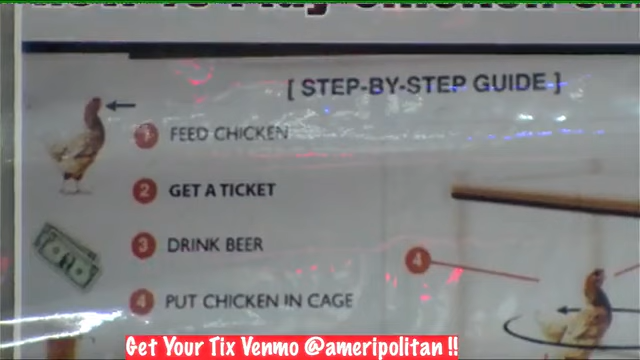 [ STEP-BY-STEP GUIDE ]
1 FEED CHICKEN
2 GET A TICKET
3 DRINK BEER
4
4 PUT CHICKEN IN CAGE
Get Your Tix Venmo @ameripolitan !!